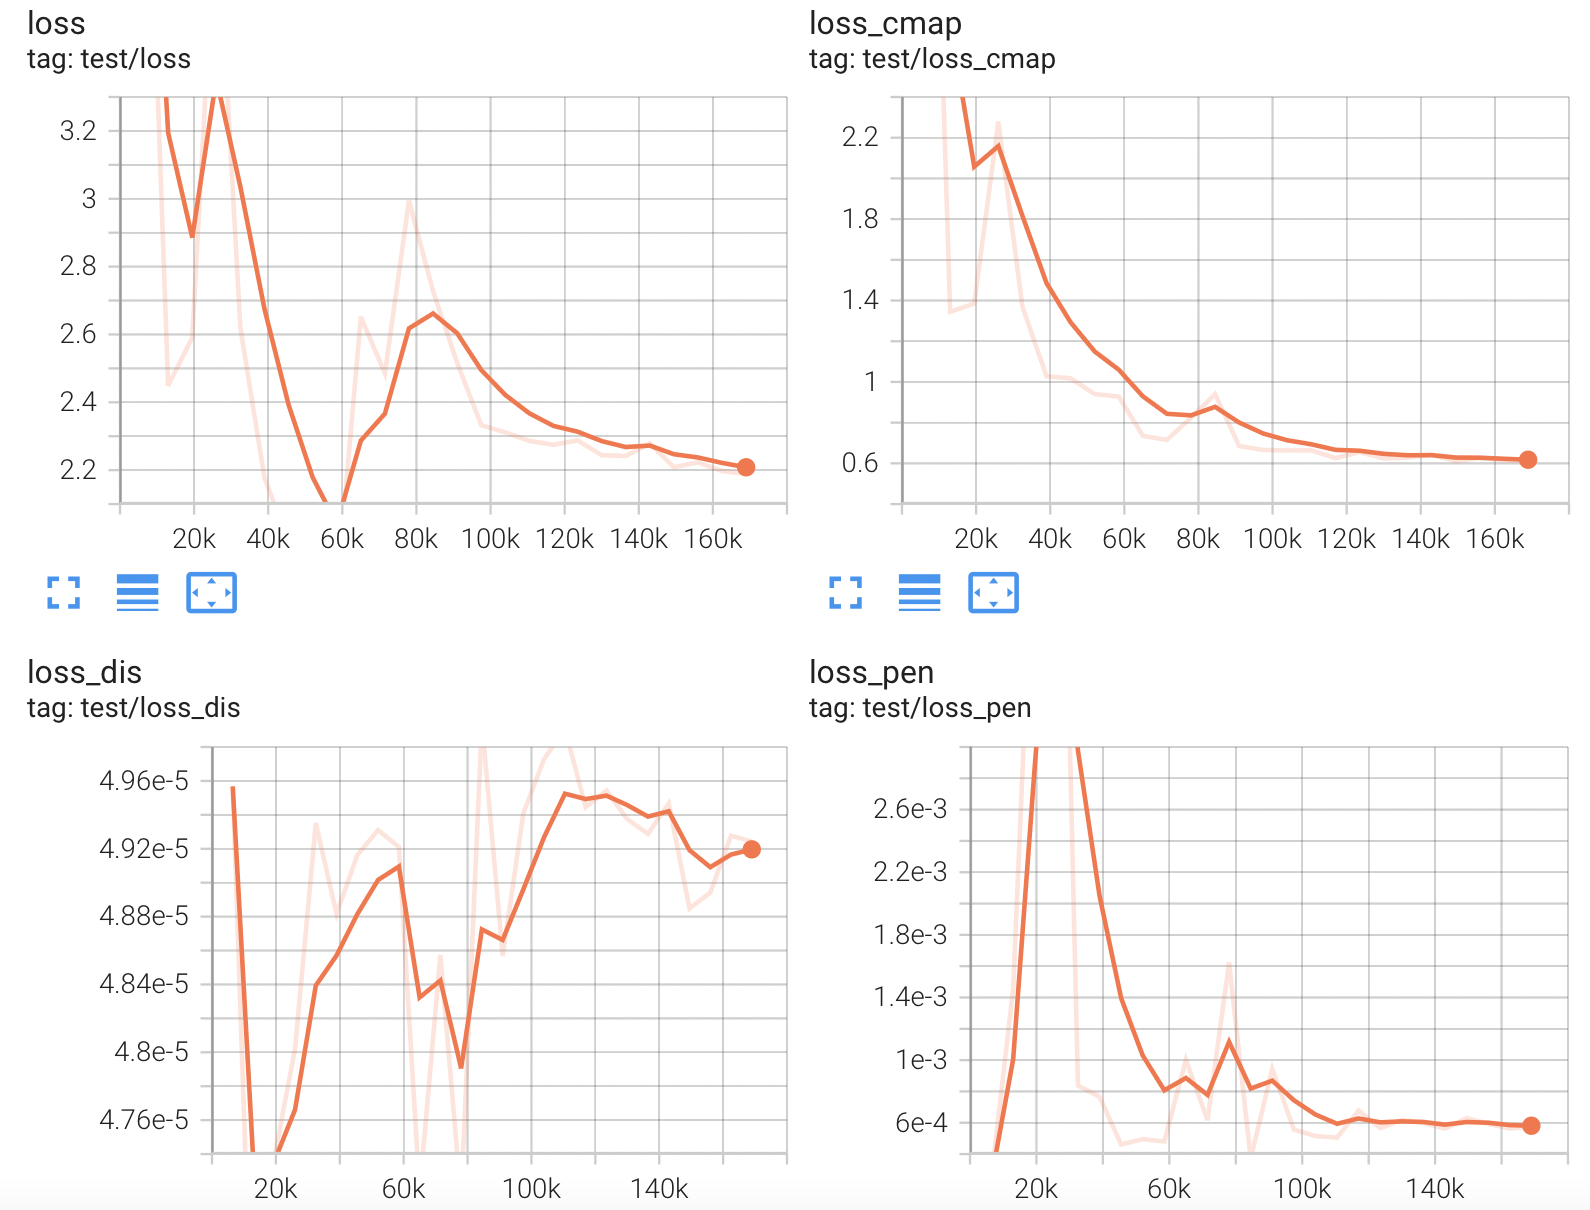 loss
tag: test/loss
3.2
3
2.8
2.6
2.4
2.2
20k 40k 60k 80k 100k 120k 140k 160k
loss_cmap
tag: test/loss_cmap
2.2
1.8
1.4
1
0.6
20k 40k 60k 80k 100k 120k 140k 160k
loss_dis
tag: test/loss_dis
4.96e-5
4.92e-5
4.88e-5
4.84e-5
4.8e-5
4.76e-5
20k 60k 100k 140k
loss_pen
tag: test/loss_pen
2.6e-3
2.2e-3
1.8e-3
1.4e-3
1e-3
6e-4
20k 60k 100k 140k